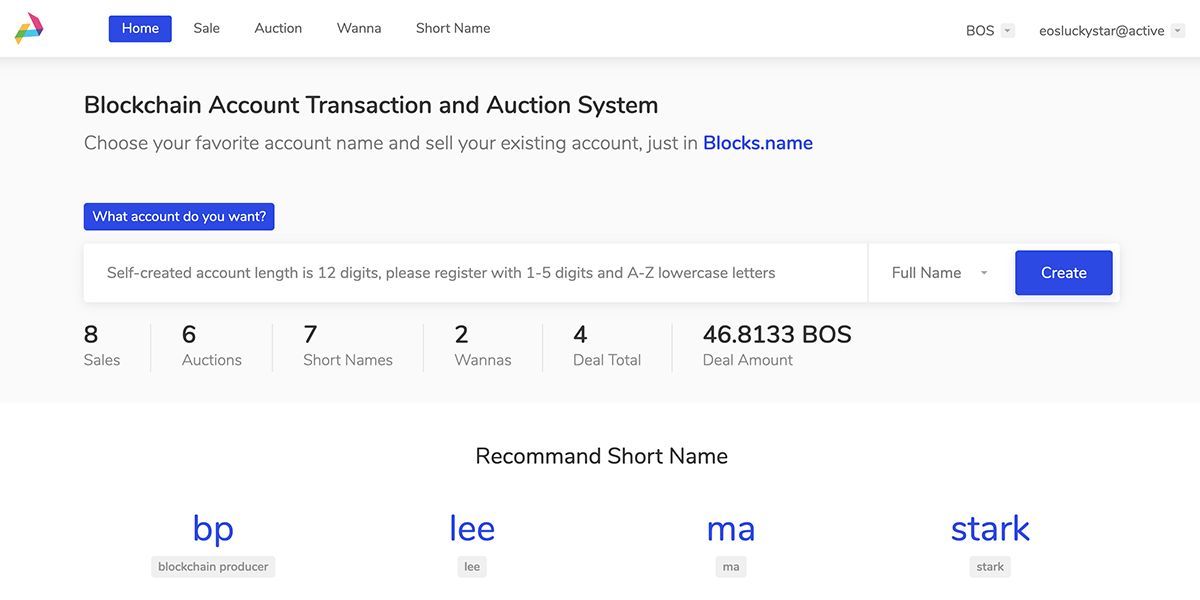 Home Sale Auction Wanna Short Name BOS eosluckystar@active
Blockchain Account Transaction and Auction System
Choose your favorite account name and sell your existing account, just in Blocks.name
What account do you want?
Self-created account length is 12 digits, please register with 1-5 digits and A-Z lowercase letters Full Name Create
8 6 7 2 4 46.8133 BOS
Sales Auctions Short Names Wannas Deal Total Deal Amount
Recommand Short Name
bp lee ma stark
blockchain producer lee ma stark